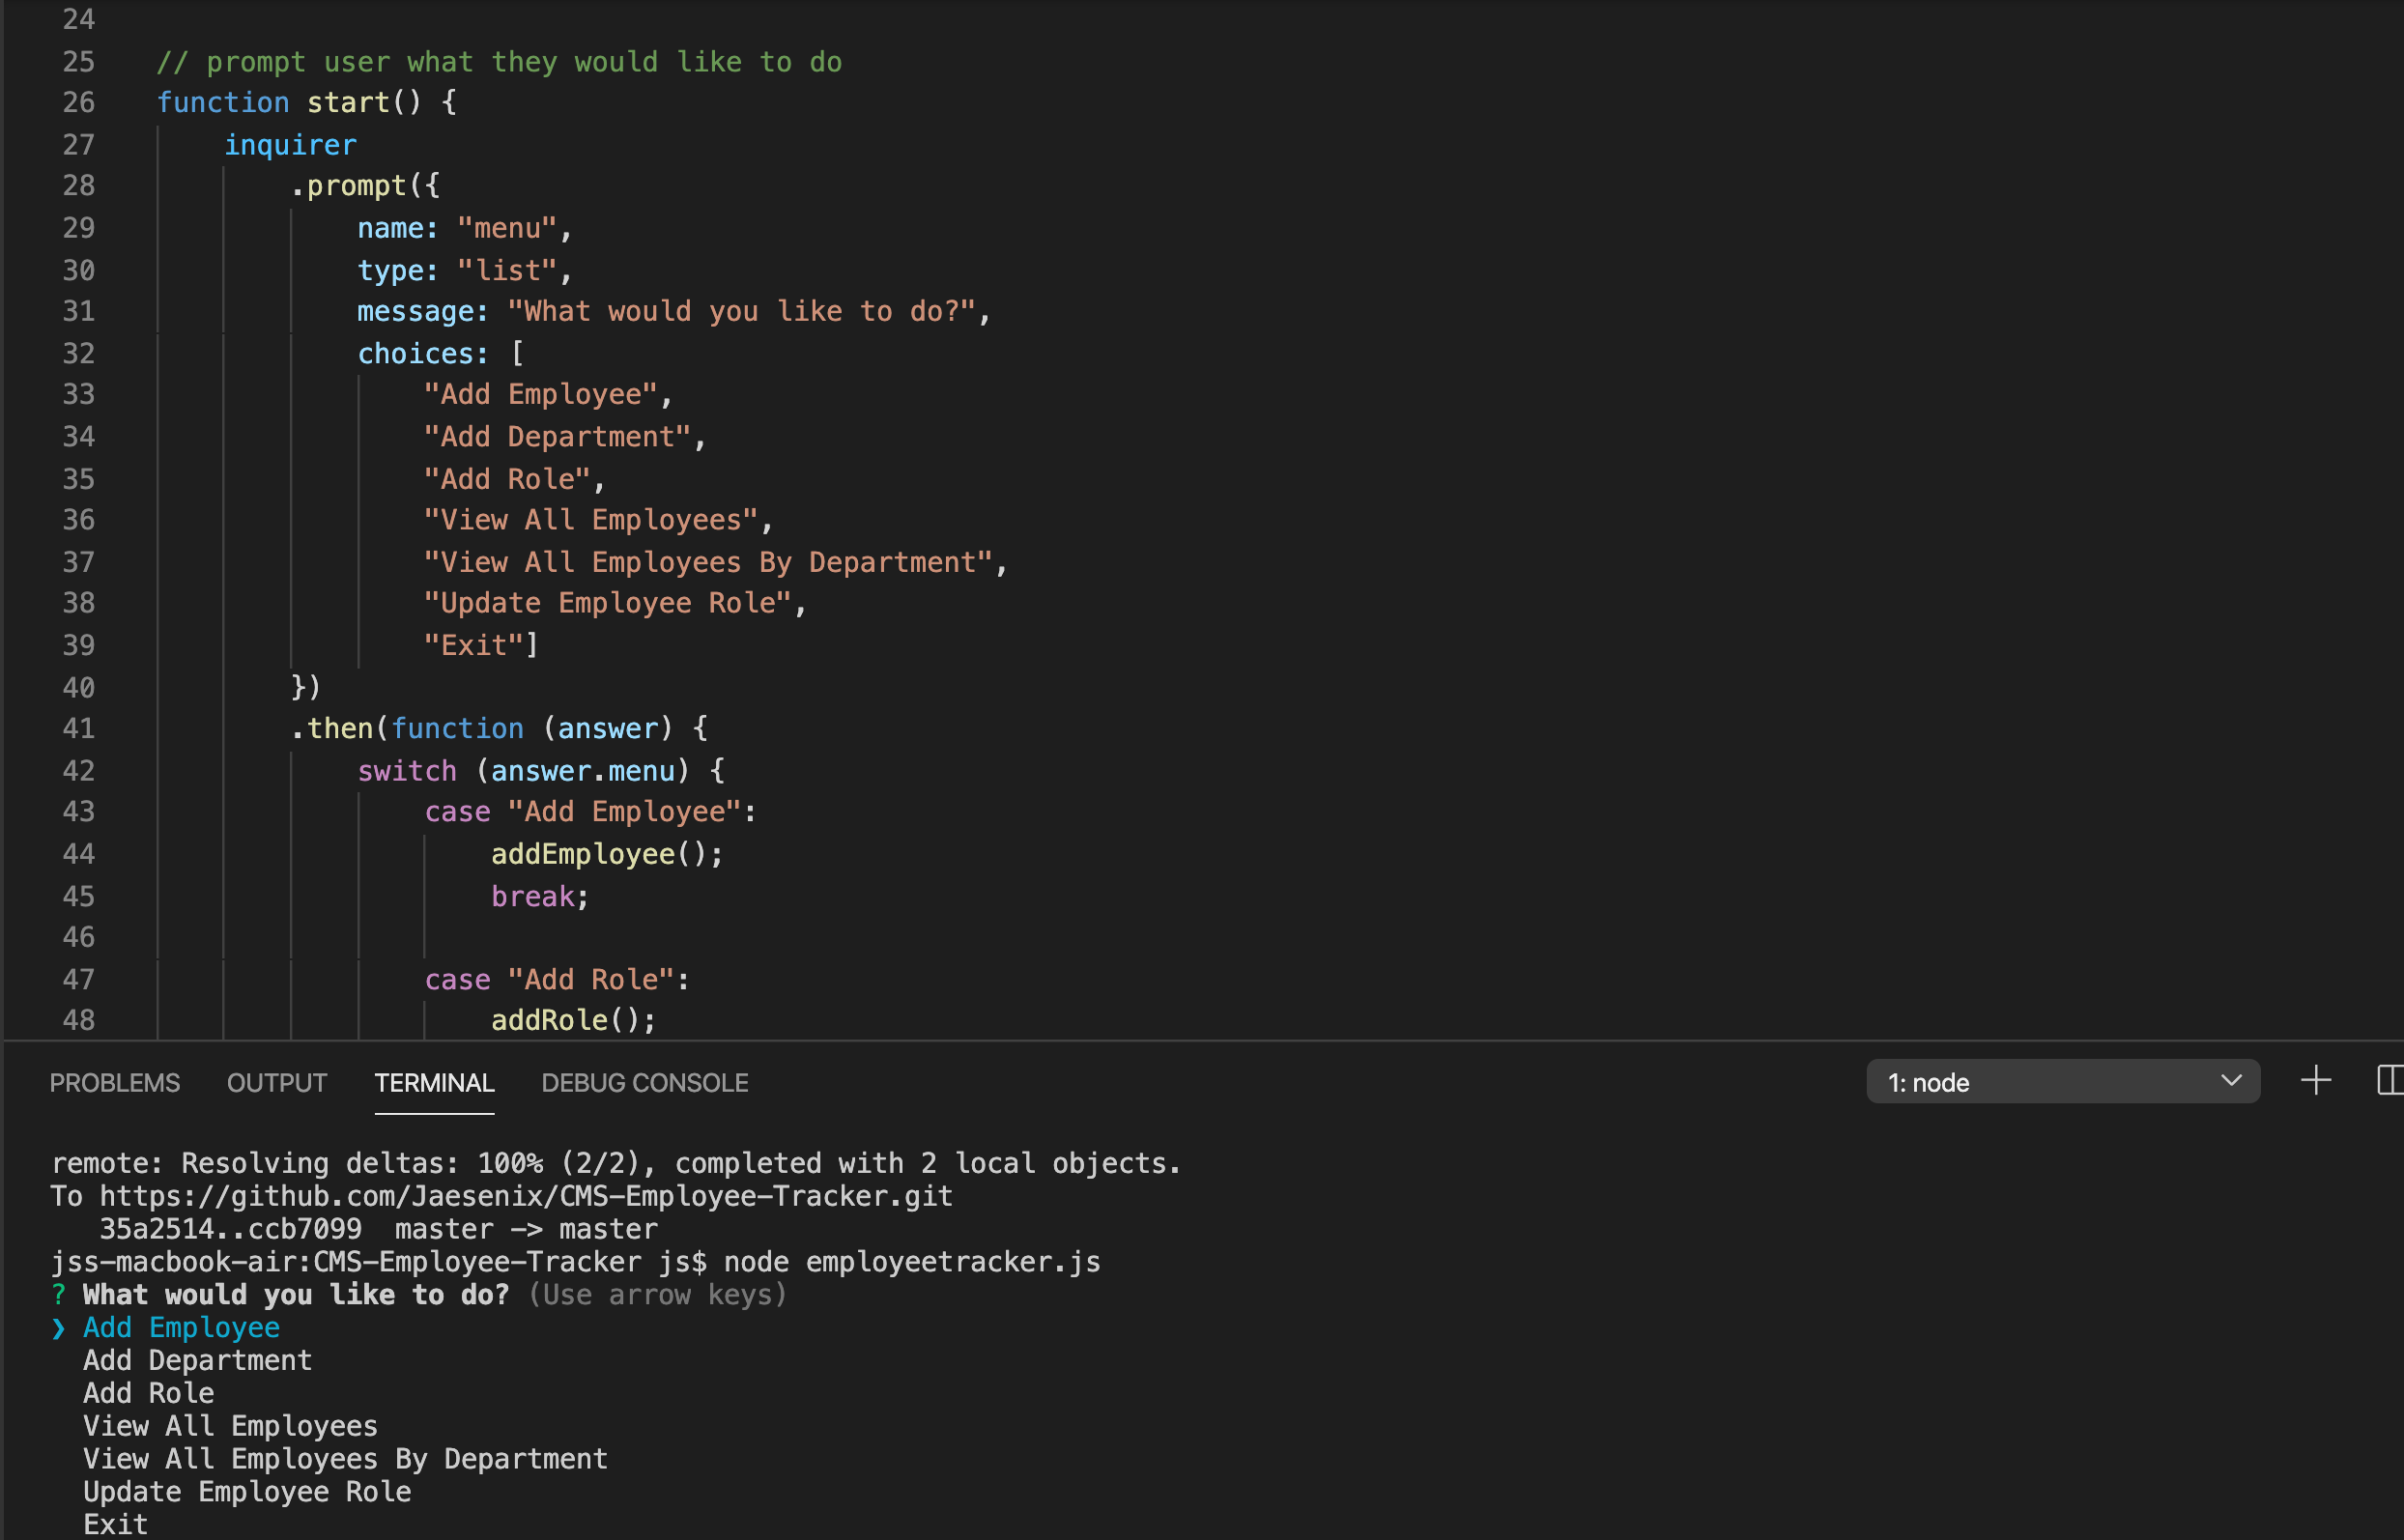 24
25 // prompt user what they would like to do
26 function start() {
27     inquirer
28         .prompt({
29             name: "menu",
30             type: "list",
31             message: "What would you like to do?",
32             choices: [
33                 "Add Employee",
34                 "Add Department",
35                 "Add Role",
36                 "View All Employees",
37                 "View All Employees By Department",
38                 "Update Employee Role",
39                 "Exit"]
40         })
41         .then(function (answer) {
42             switch (answer.menu) {
43                 case "Add Employee":
44                     addEmployee();
45                     break;
46
47                 case "Add Role":
48                     addRole();
PROBLEMS OUTPUT TERMINAL DEBUG CONSOLE 1: node
remote: Resolving deltas: 100% (2/2), completed with 2 local objects.
To https://github.com/Jaesenix/CMS-Employee-Tracker.git
   35a2514..ccb7099  master -> master
jss-macbook-air:CMS-Employee-Tracker js$ node employeetracker.js
? What would you like to do? (Use arrow keys)
❯ Add Employee
  Add Department
  Add Role
  View All Employees
  View All Employees By Department
  Update Employee Role
  Exit